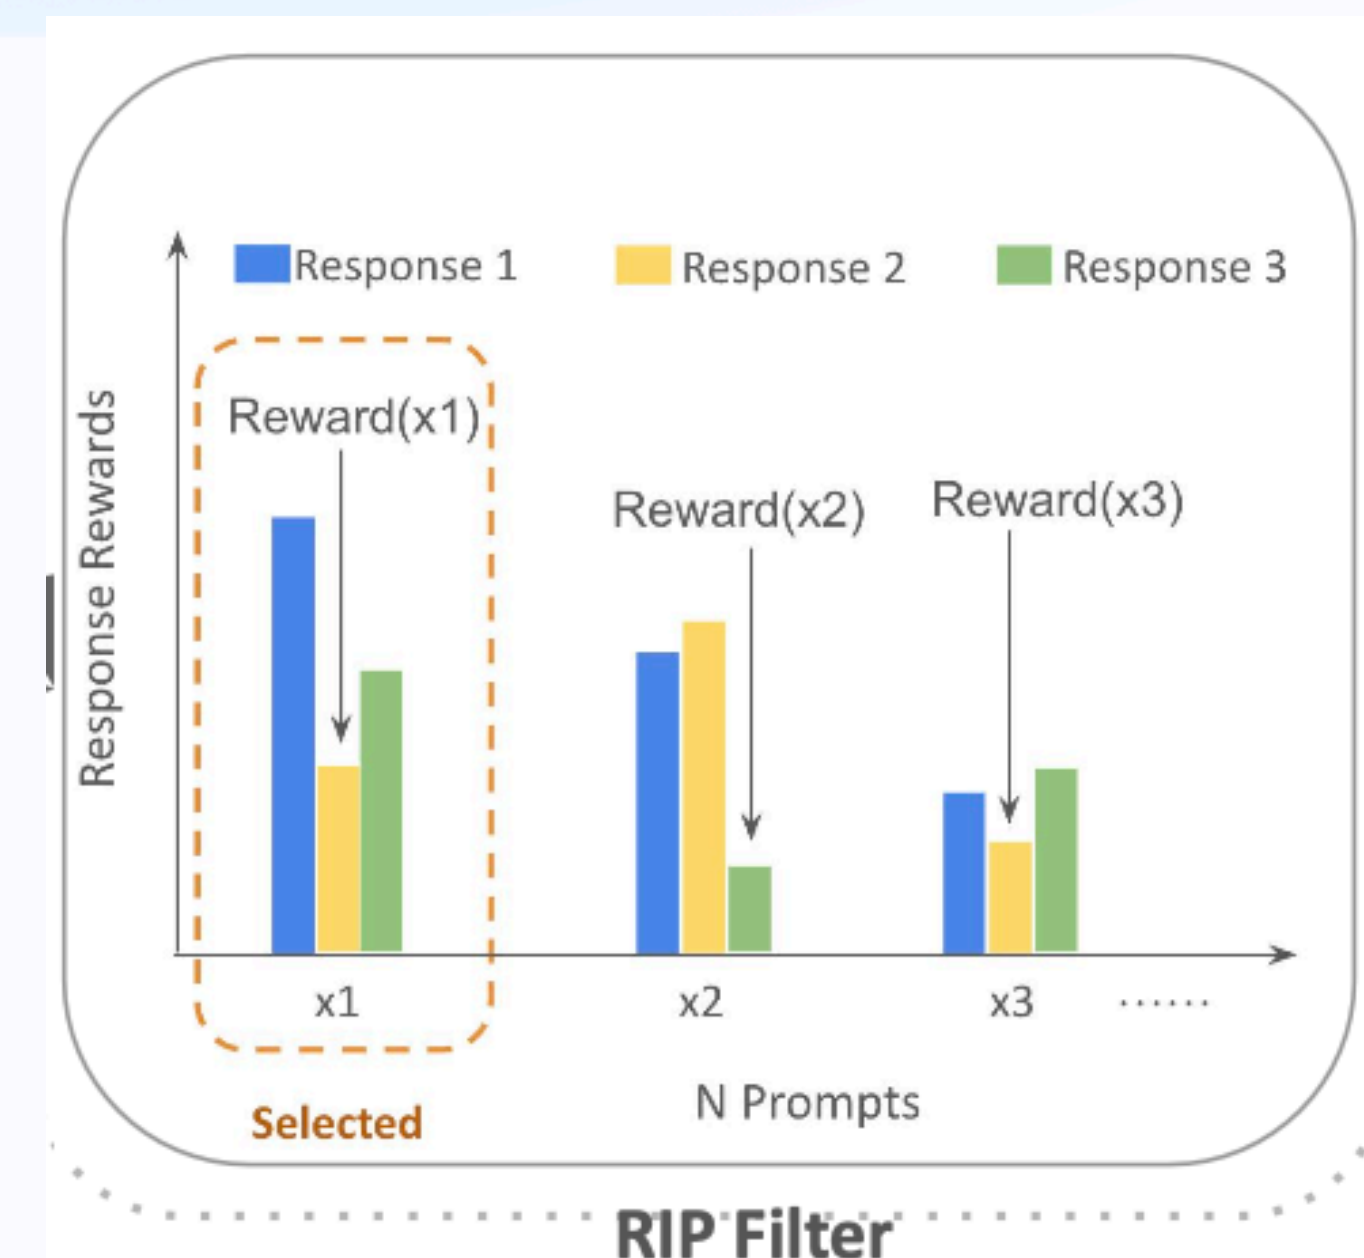 Response 1
Response 2
Response 3
Response Rewards
Reward(x1)
Reward(x2)
Reward(x3)
x1
x2
x3
......
N Prompts
Selected
RIP Filter